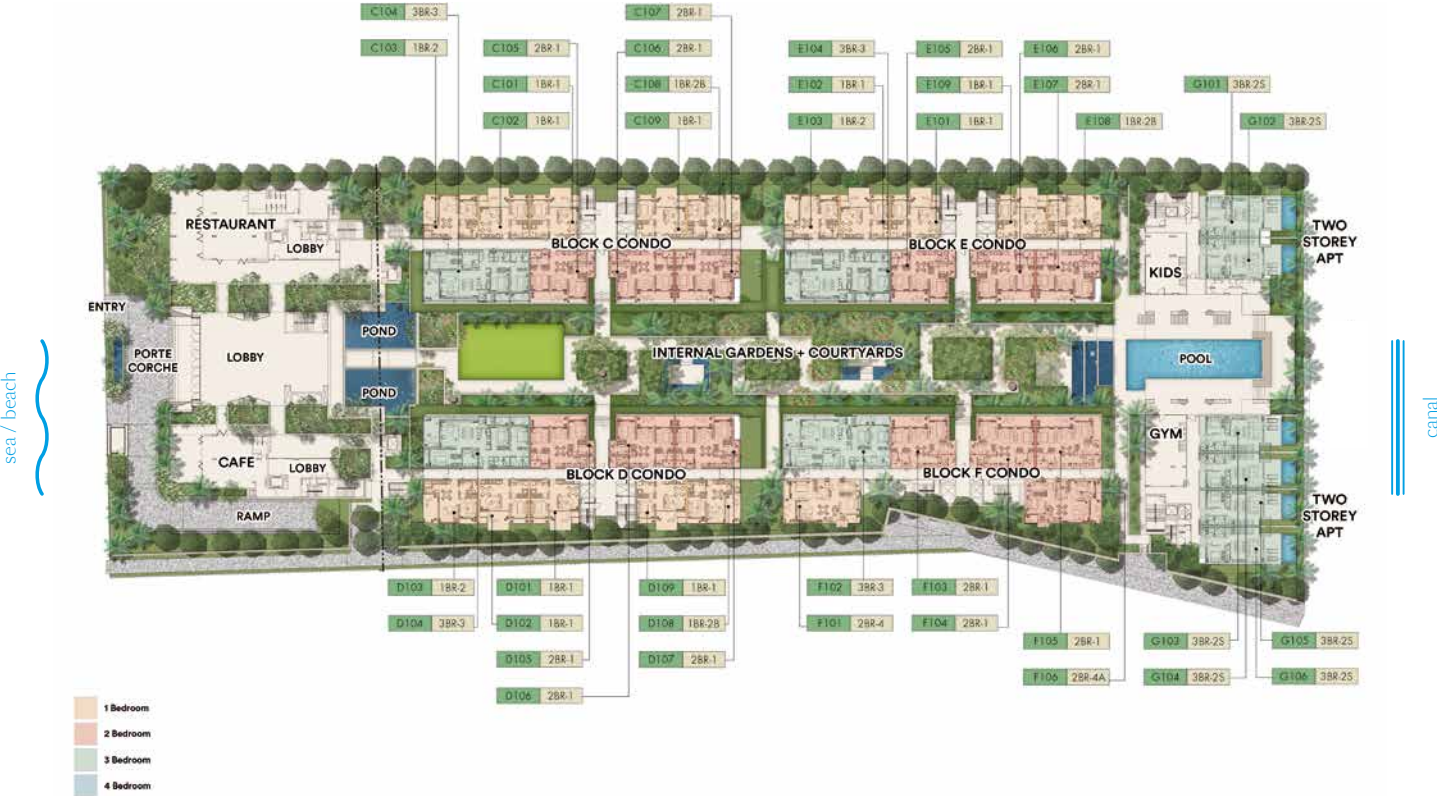 C104 3BR-3
C107 2BR-1
C103 1BR-2
C105 2BR-1
C106 2BR-1
E104 3BR-3
E105 2BR-1
E106 2BR-1
C101 1BR-1
C108 1BR-2B
E102 1BR-1
E109 1BR-1
E107 2BR-1
G101 3BR-2S
C102 1BR-1
C109 1BR-1
E103 1BR-2
E101 1BR-1
E108 1BR-2B
G102 3BR-2S
RESTAURANT
LOBBY
BLOCK C CONDO
BLOCK E CONDO
TWO
STOREY
APT
KIDS
ENTRY
POND
PORTE
CORCHE
LOBBY
INTERNAL GARDENS + COURTYARDS
POOL
POND
sea / beach
canal
GYM
CAFE
LOBBY
BLOCK D CONDO
BLOCK F CONDO
RAMP
TWO
STOREY
APT
D103 1BR-2
D101 1BR-1
D109 1BR-1
F102 3BR-3
F103 2BR-1
D104 3BR-3
D102 1BR-1
D108 1BR-2B
F101 2BR-4
F104 2BR-1
F105 2BR-1
G103 3BR-2S
G105 3BR-2S
D105 2BR-1
D107 2BR-1
F106 2BR-4A
G104 3BR-2S
G106 3BR-2S
D106 2BR-1
1 Bedroom
2 Bedroom
3 Bedroom
4 Bedroom